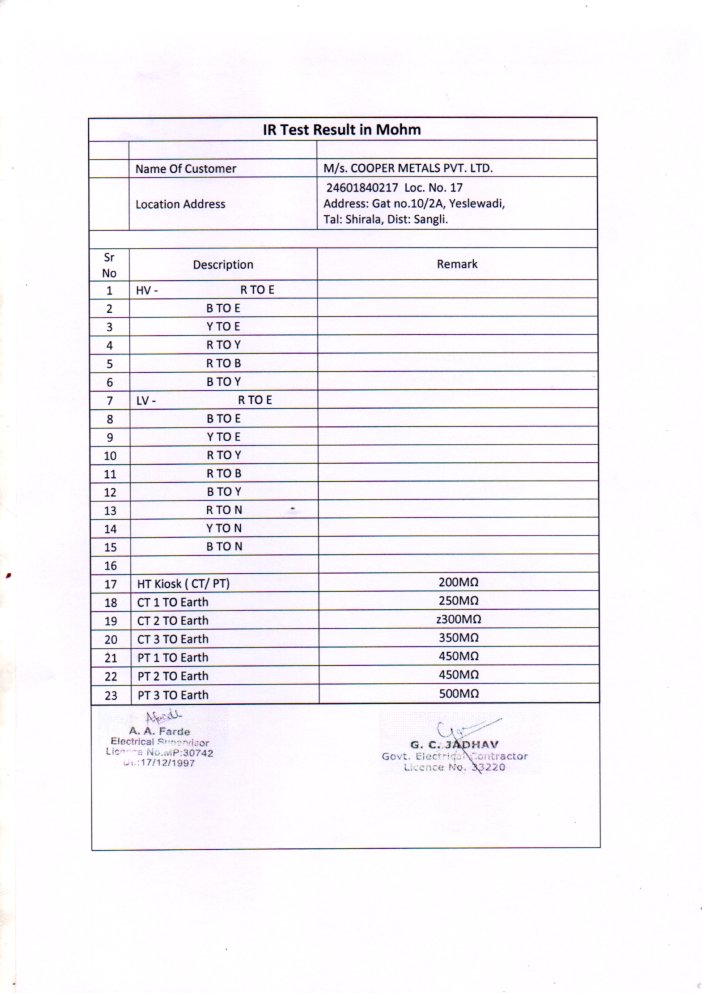 IR Test Result in Mohm
Name Of Customer M/s. COOPER METALS PVT. LTD.
Location Address 24601840217 Loc. No. 17
Address: Gat no.10/2A, Yeslewadi,
Tal: Shirala, Dist: Sangli.
Sr No Description Remark
1 HV - R TO E
2 B TO E
3 Y TO E
4 R TO Y
5 R TO B
6 B TO Y
7 LV - R TO E
8 B TO E
9 Y TO E
10 R TO Y
11 R TO B
12 B TO Y
13 R TO N -
14 Y TO N
15 B TO N
16
17 HT Kiosk ( CT/ PT) 200MΩ
18 CT 1 TO Earth 250MΩ
19 CT 2 TO Earth z300MΩ
20 CT 3 TO Earth 350MΩ
21 PT 1 TO Earth 450MΩ
22 PT 2 TO Earth 450MΩ
23 PT 3 TO Earth 500MΩ
Afarde
A. A. Farde
Electrical Supervisor
Licence No.MP:30742
Dt.:17/12/1997
G. C. JADHAV
Govt. Electrical Contractor
Licence No. 33220